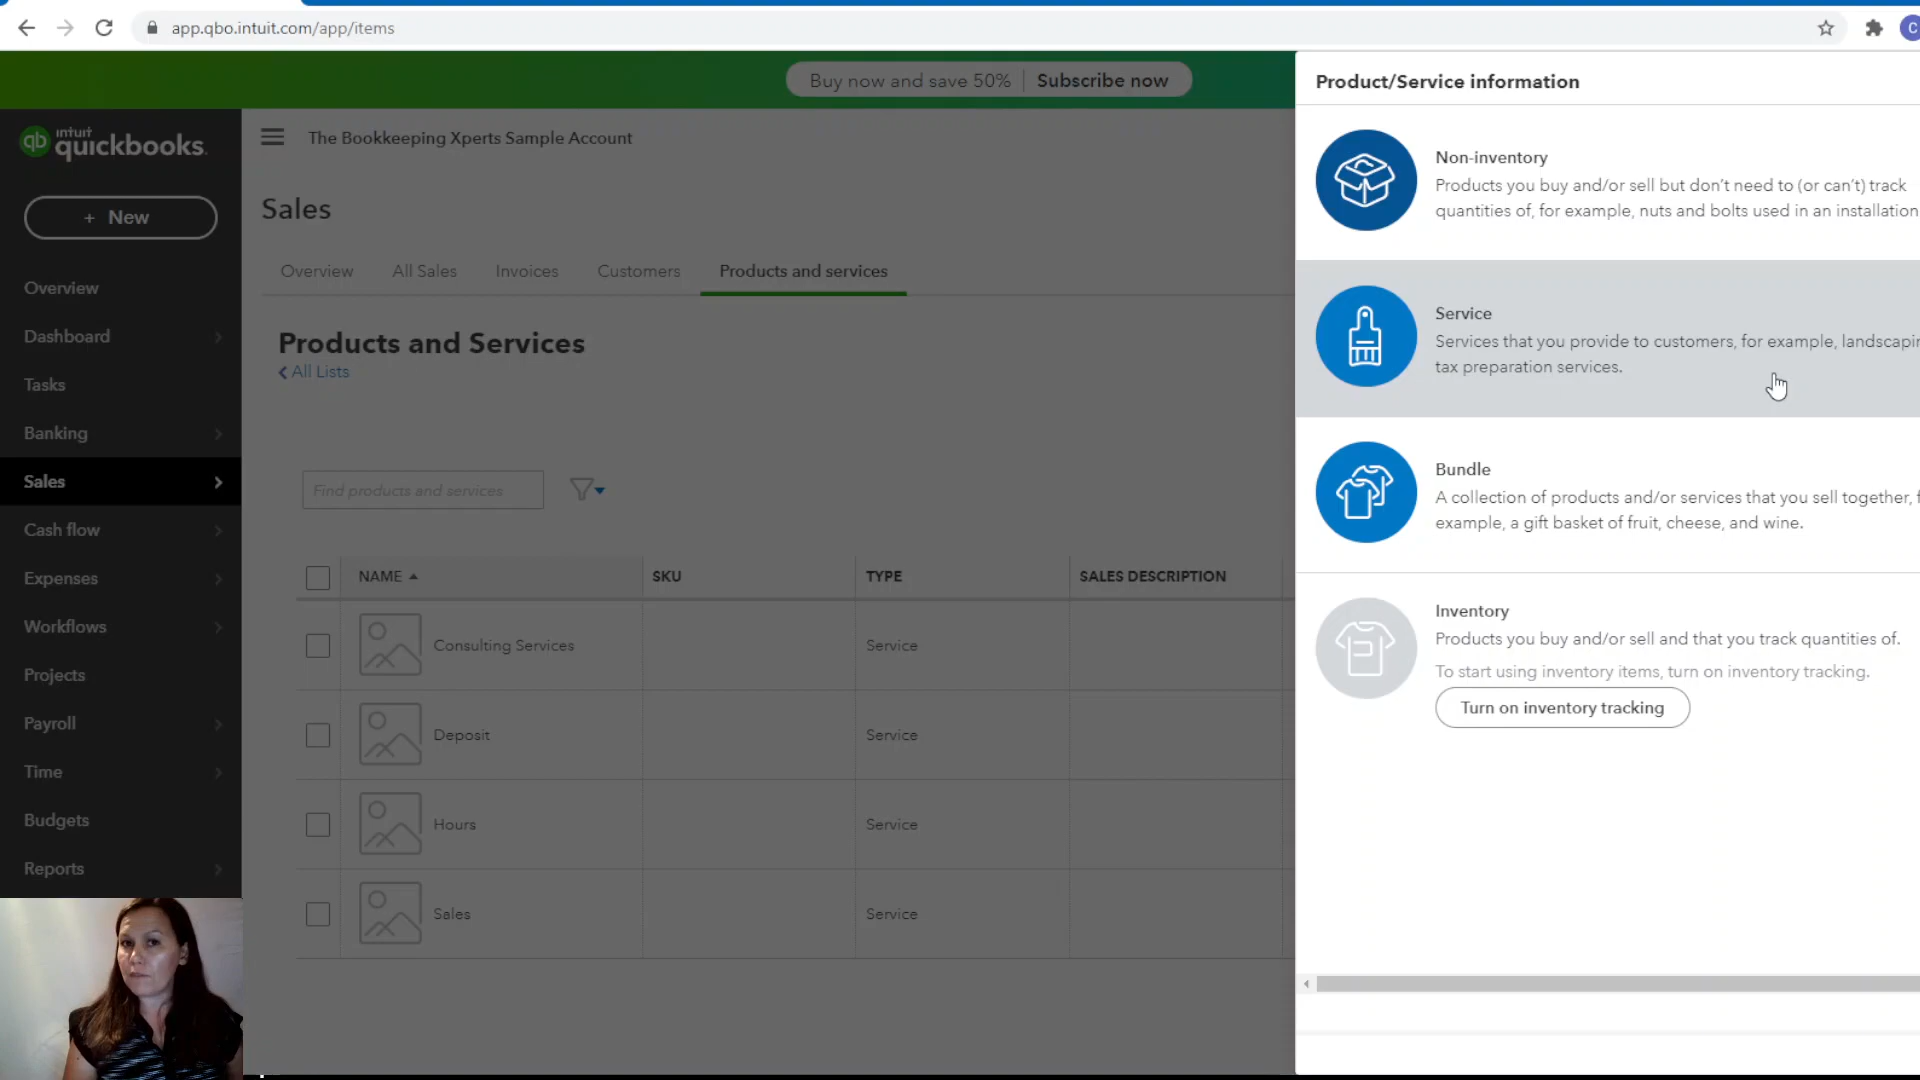 app.qbo.intuit.com/app/items
C
Buy now and save 50% Subscribe now
Product/Service information
qb intuit quickbooks.
The Bookkeeping Xperts Sample Account
+ New
Sales
Overview All Sales Invoices Customers Products and services
Overview
Dashboard
Tasks
Banking
Sales
Cash flow
Expenses
Workflows
Projects
Payroll
Time
Budgets
Reports
Products and Services
All Lists
Find products and services
NAME SKU TYPE SALES DESCRIPTION
Consulting Services Service
Deposit Service
Hours Service
Sales Service
Non-inventory
Products you buy and/or sell but don't need to (or can't) track
quantities of, for example, nuts and bolts used in an installation
Service
Services that you provide to customers, for example,
tax preparation services.
Bundle
A collection of products and/or services that you sell together,
example, a gift basket of fruit, cheese, and wine.
Inventory
Products you buy and/or sell and that you track quantities of.
To start using inventory items, turn on inventory tracking.
Turn on inventory tracking